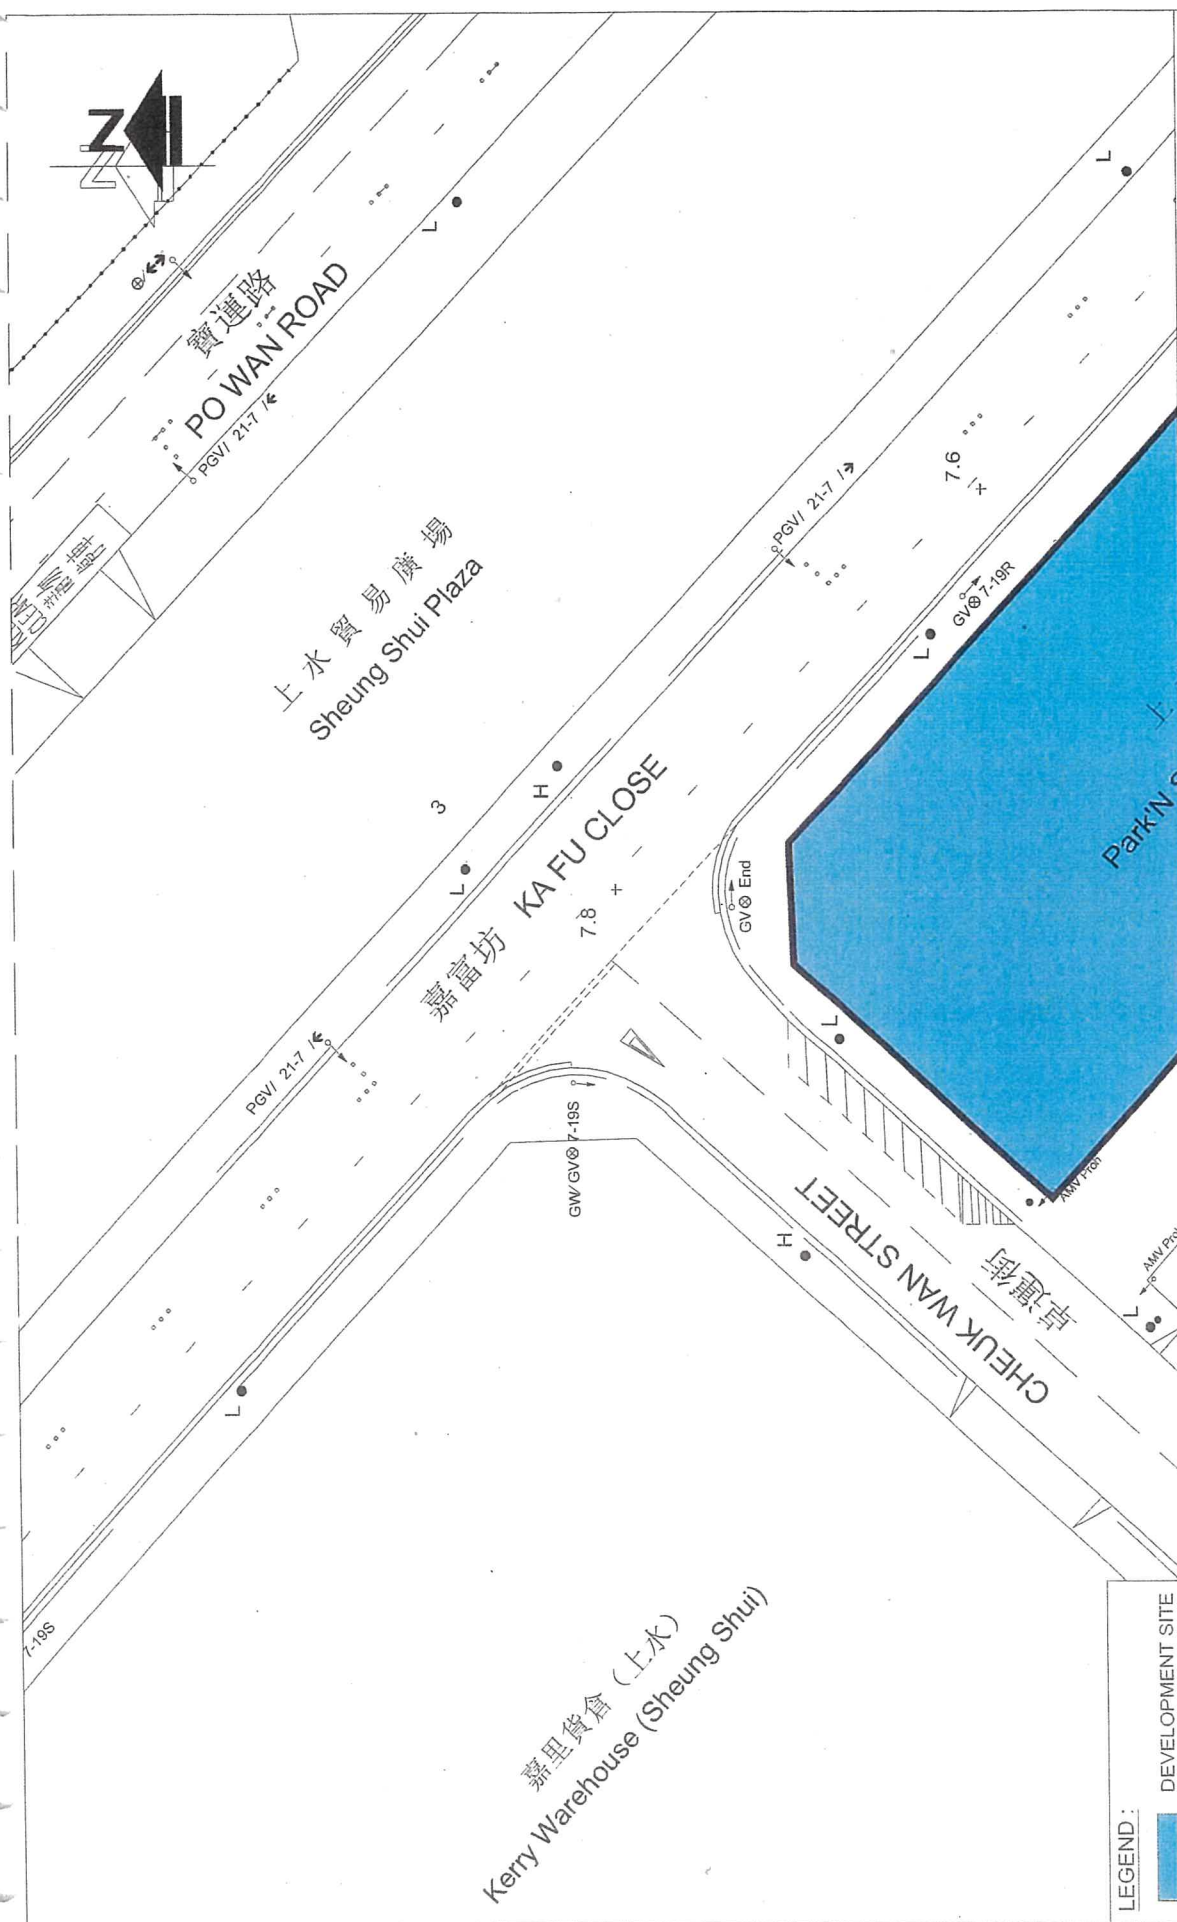 N
寶運路
PO WAN ROAD
PGV/ 21-7 /
L
L
上水貿易廣場
Sheung Shui Plaza
3
H
L
嘉富坊 KA FU CLOSE
7.8
7.6
PGV/ 21-7 /
PGV/ 21-7 /
L
GV⊗ 7-19R
GV⊗ End
L
GW/ GV⊗ 7-19S
L
7-19S
H
CHEUK WAN STREET
卓運街
AMV Proh
L
上
Park'N
嘉里貨倉（上水）
Kerry Warehouse (Sheung Shui)
LEGEND :
DEVELOPMENT SITE